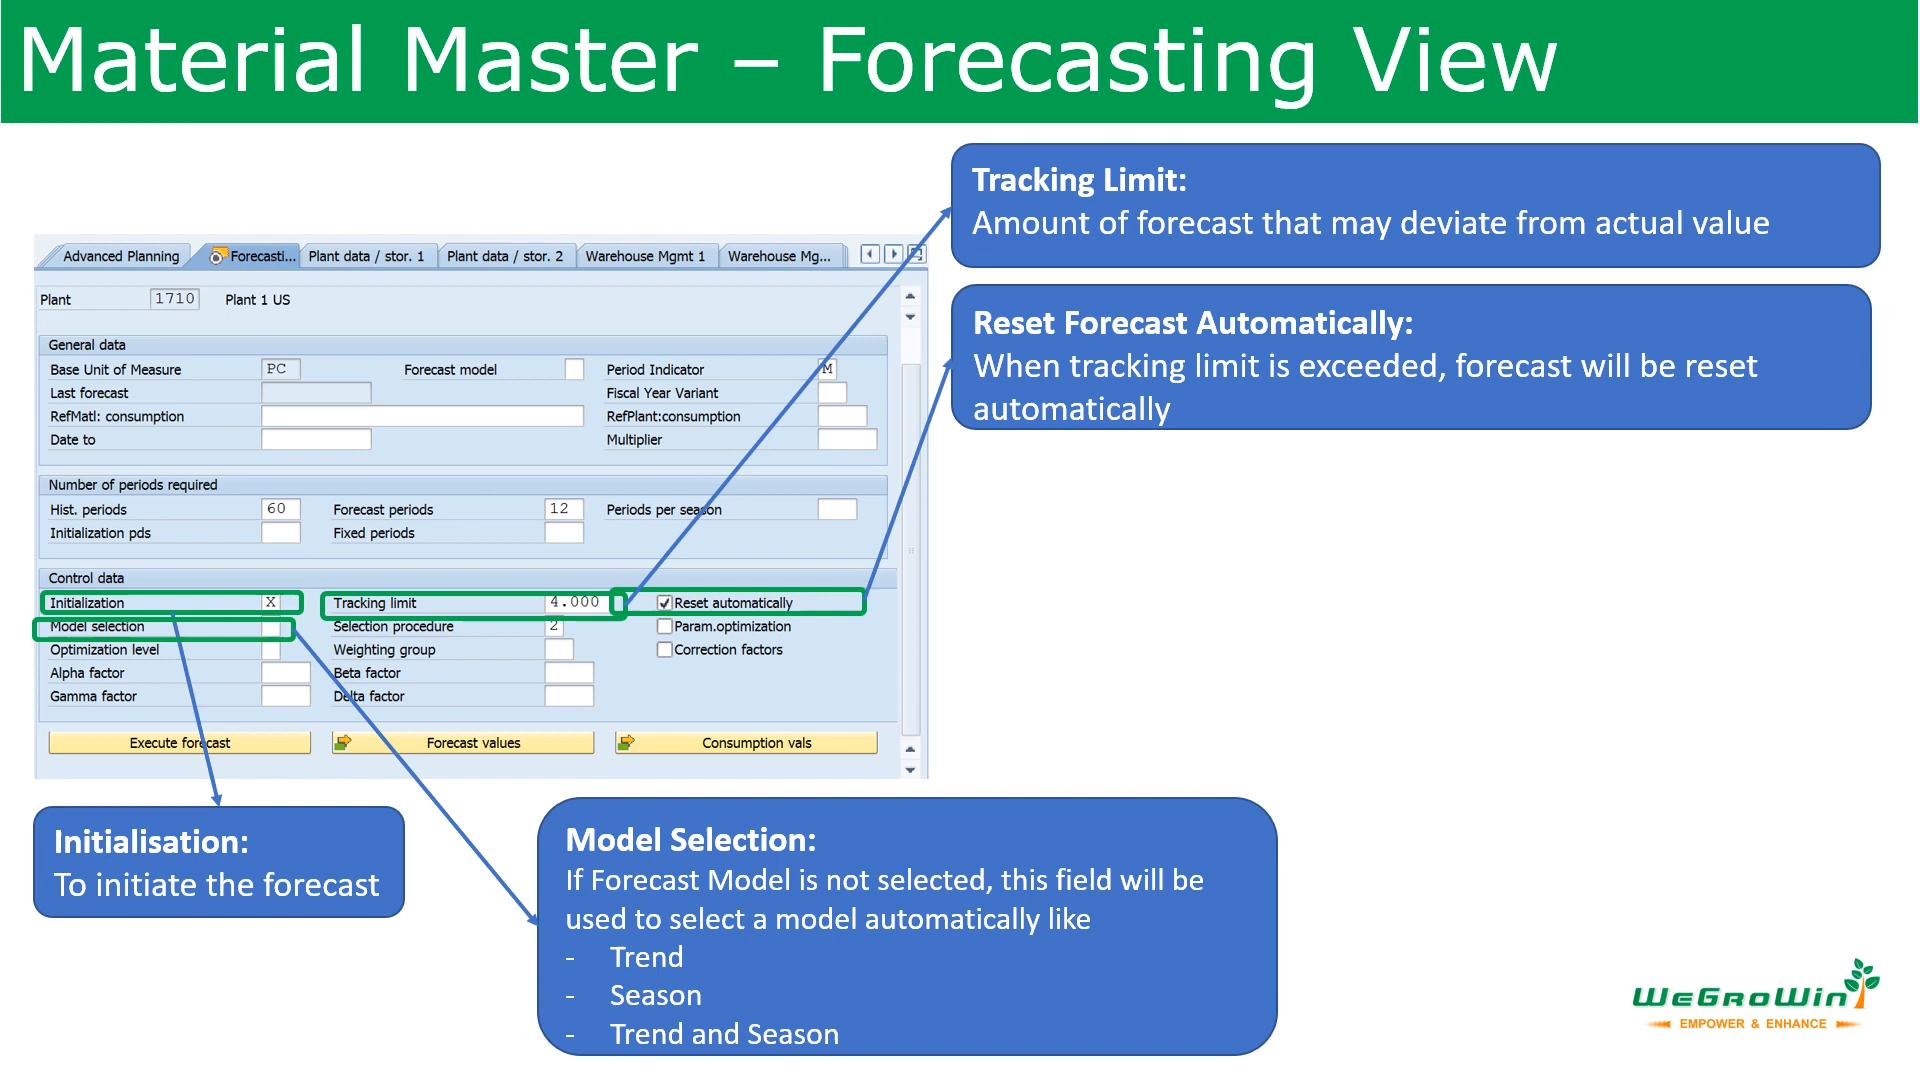 Material Master – Forecasting View
Tracking Limit:
Amount of forecast that may deviate from actual value
Reset Forecast Automatically:
When tracking limit is exceeded, forecast will be reset
automatically
Advanced Planning Forecasti... Plant data / stor. 1 Plant data / stor. 2 Warehouse Mgmt 1 Warehouse Mg...
Plant 1710 Plant 1 US
General data
Base Unit of Measure PC Forecast model Period Indicator M
Last forecast Fiscal Year Variant
RefMatl: consumption RefPlant:consumption
Date to Multiplier
Number of periods required
Hist. periods 60 Forecast periods 12 Periods per season
Initialization pds Fixed periods
Control data
Initialization X Tracking limit 4.000 Reset automatically
Model selection Selection procedure 2 Param.optimization
Optimization level Weighting group Correction factors
Alpha factor Beta factor
Gamma factor Delta factor
Execute forecast Forecast values Consumption vals
Initialisation:
To initiate the forecast
Model Selection:
If Forecast Model is not selected, this field will be
used to select a model automatically like
- Trend
- Season
- Trend and Season
WeGroWin
EMPOWER & ENHANCE